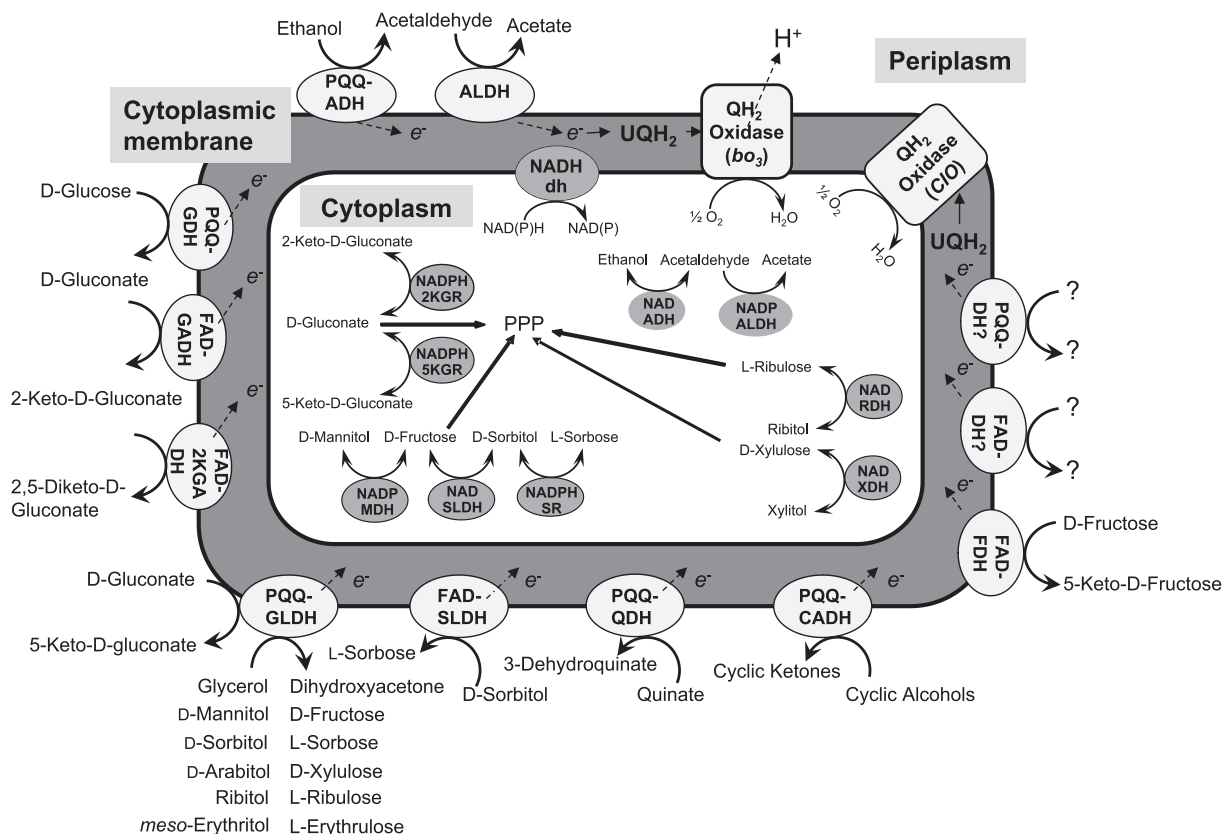 Ethanol
Acetaldehyde
Acetate
H+
Periplasm
PQQ-
ADH
ALDH
Cytoplasmic
membrane
e-
e-
UQH2
QH2
Oxidase
(bo3)
QH2
Oxidase
(CIO)
NADH
dh
D-Glucose
PQQ-
GDH
e-
Cytoplasm
NAD(P)H
NAD(P)
½ O2
H2O
½ O2
H2O
UQH2
D-Gluconate
2-Keto-D-Gluconate
NADPH
2KGR
D-Gluconate
NADPH
5KGR
5-Keto-D-Gluconate
PPP
Ethanol
Acetaldehyde
Acetate
NAD
ADH
NADP
ALDH
e-
FAD-
GADH
2-Keto-D-Gluconate
e-
FAD-
2KGA
DH
2,5-Diketo-D-
Gluconate
D-Mannitol
D-Fructose
D-Sorbitol
L-Sorbose
NADP
MDH
NAD
SLDH
NADPH
SR
L-Ribulose
NAD
RDH
Ribitol
D-Xylulose
NAD
XDH
Xylitol
e-
PQQ-
DH?
?
?
e-
FAD-
DH?
?
?
e-
FAD-
FDH
D-Fructose
5-Keto-D-Fructose
D-Gluconate
5-Keto-D-gluconate
PQQ-
GLDH
e-
FAD-
SLDH
e-
PQQ-
QDH
e-
PQQ-
CADH
e-
L-Sorbose
D-Sorbitol
3-Dehydroquinate
Quinate
Cyclic Ketones
Cyclic Alcohols
Glycerol Dihydroxyacetone
D-Mannitol D-Fructose
D-Sorbitol L-Sorbose
D-Arabitol D-Xylulose
Ribitol L-Ribulose
meso-Erythritol L-Erythrulose